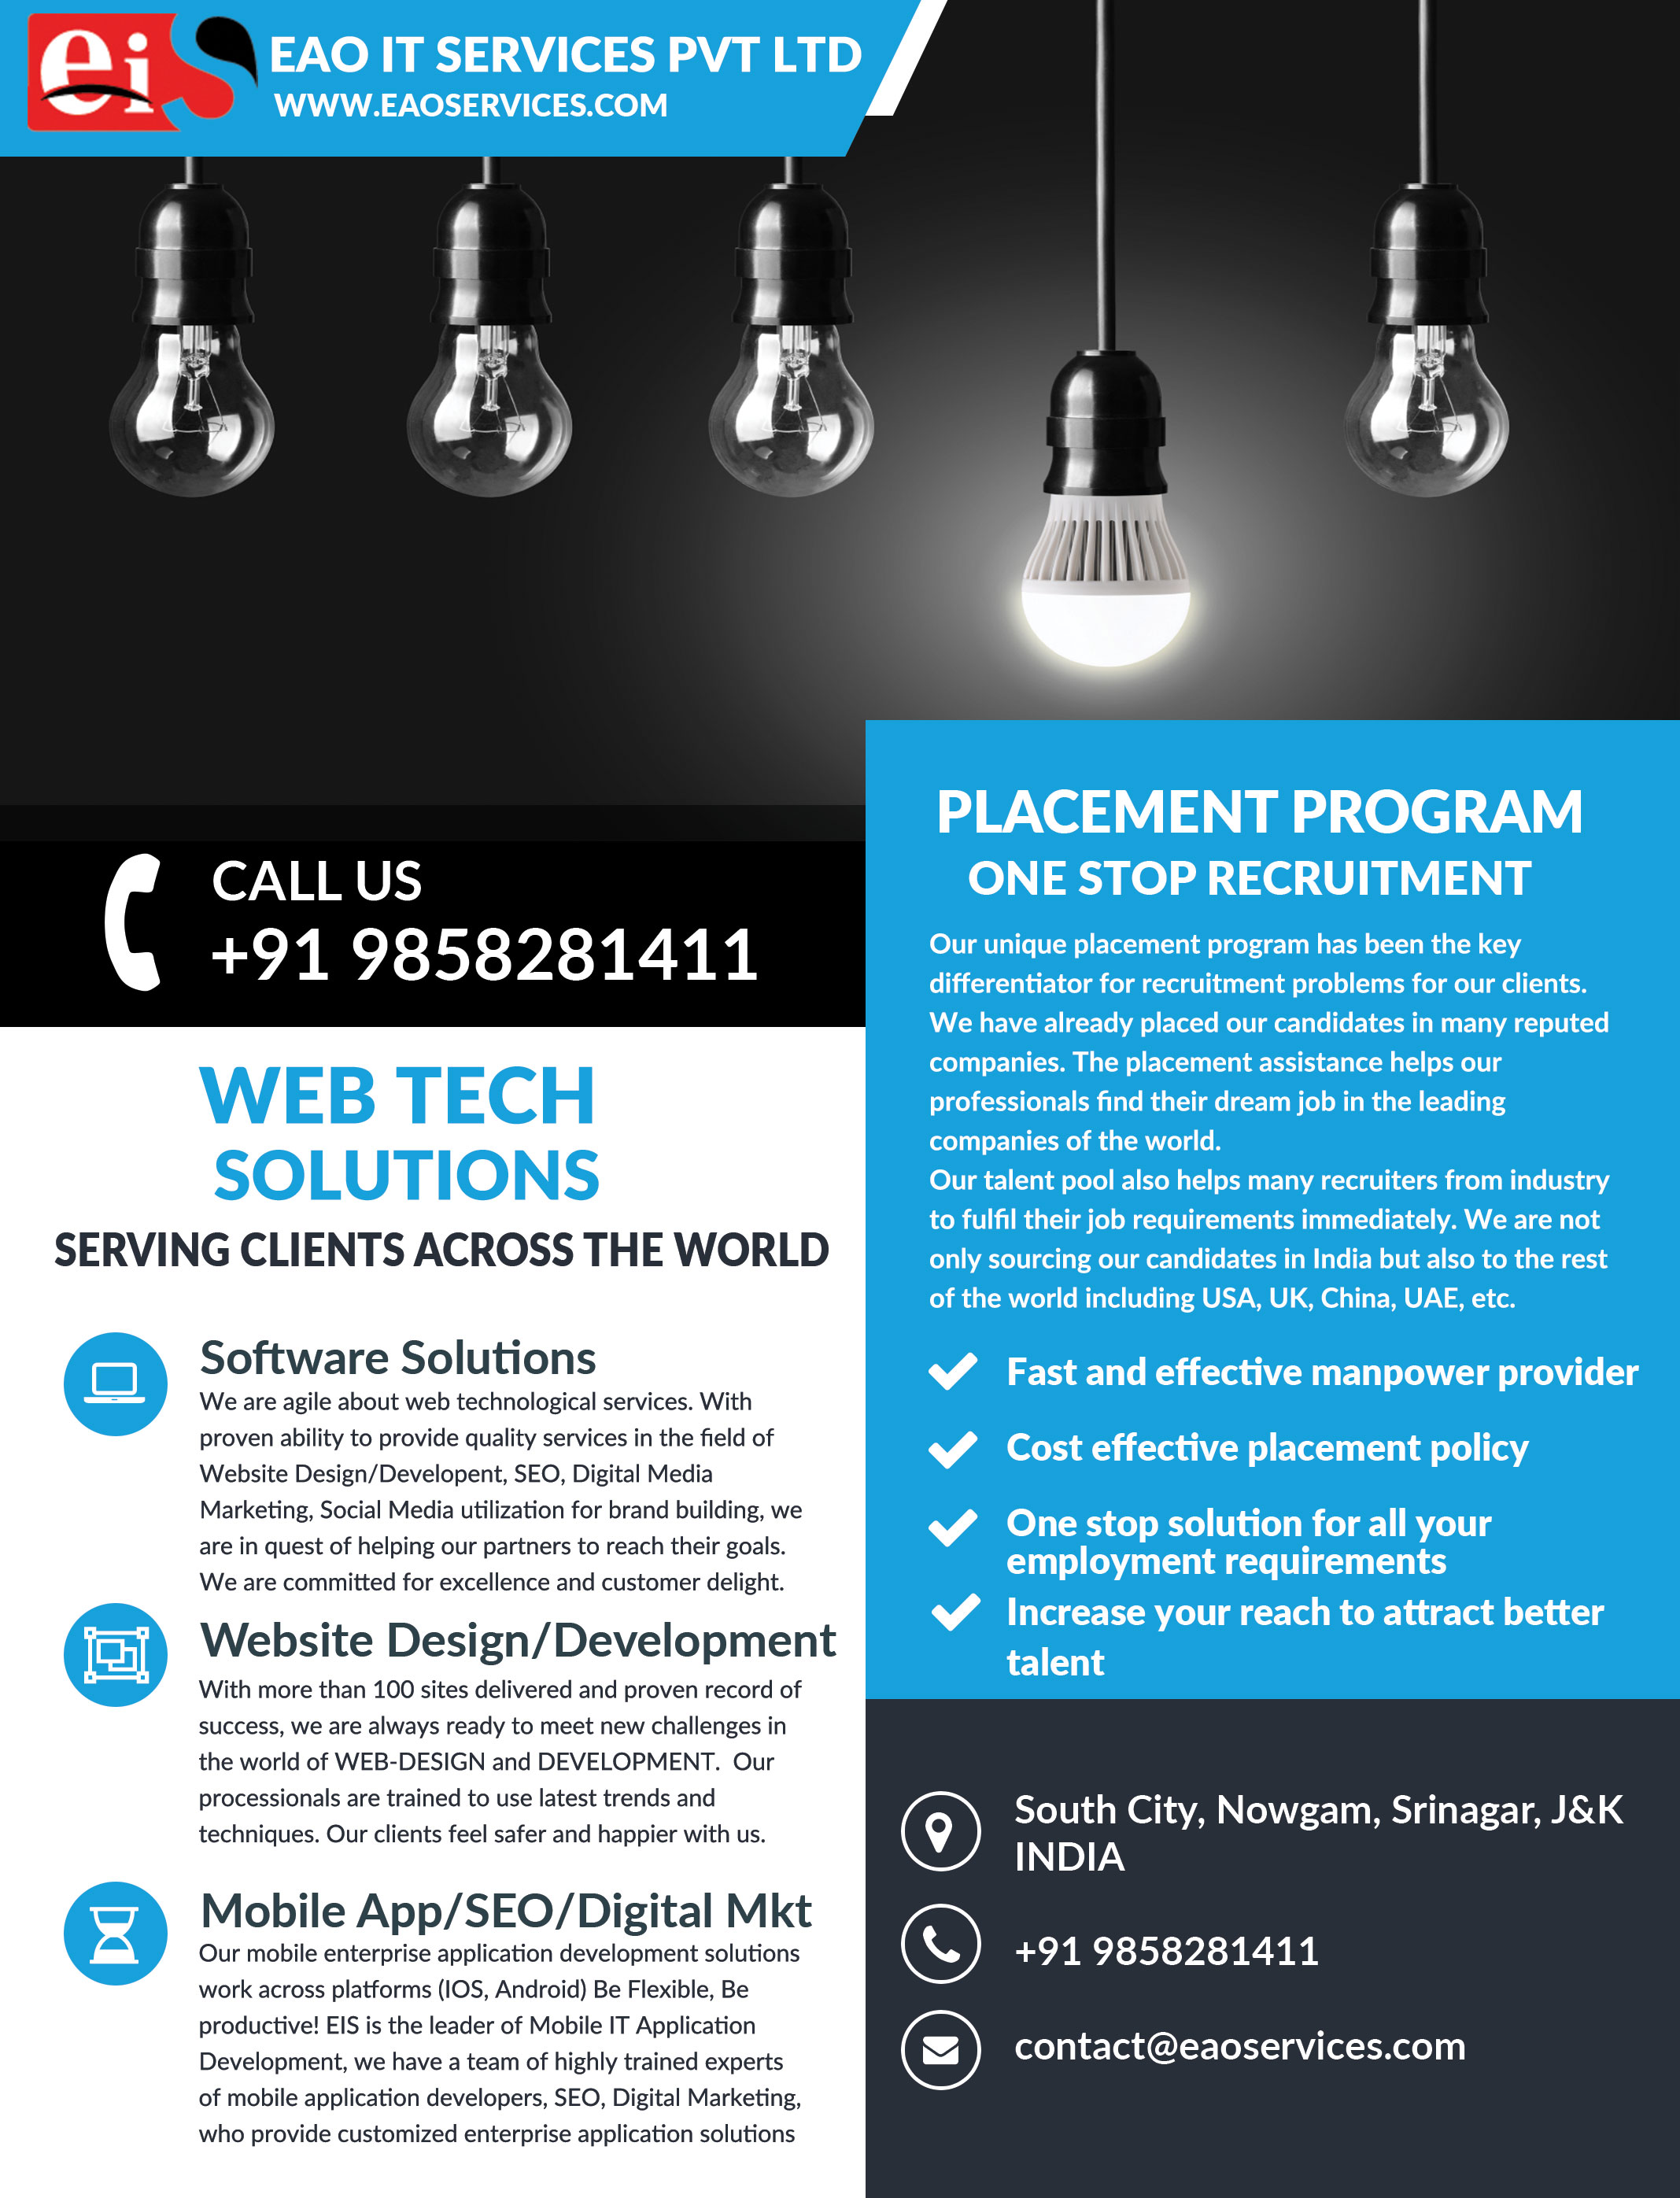 eis
EAO IT SERVICES PVT LTD
WWW.EAOSERVICES.COM
CALL US
+91 9858281411
WEB TECH
SOLUTIONS
SERVING CLIENTS ACROSS THE WORLD
Software Solutions
We are agile about web technological services. With
proven ability to provide quality services in the field of
Website Design/Developent, SEO, Digital Media
Marketing, Social Media utilization for brand building, we
are in quest of helping our partners to reach their goals.
We are committed for excellence and customer delight.
Website Design/Development
With more than 100 sites delivered and proven record of
success, we are always ready to meet new challenges in
the world of WEB-DESIGN and DEVELOPMENT.  Our
processionals are trained to use latest trends and
techniques. Our clients feel safer and happier with us.
Mobile App/SEO/Digital Mkt
Our mobile enterprise application development solutions
work across platforms (IOS, Android) Be Flexible, Be
productive! EIS is the leader of Mobile IT Application
Development, we have a team of highly trained experts
of mobile application developers, SEO, Digital Marketing,
who provide customized enterprise application solutions
PLACEMENT PROGRAM
ONE STOP RECRUITMENT
Our unique placement program has been the key
differentiator for recruitment problems for our clients.
We have already placed our candidates in many reputed
companies. The placement assistance helps our
professionals find their dream job in the leading
companies of the world.
Our talent pool also helps many recruiters from industry
to fulfil their job requirements immediately. We are not
only sourcing our candidates in India but also to the rest
of the world including USA, UK, China, UAE, etc.
Fast and effective manpower provider
Cost effective placement policy
One stop solution for all your
employment requirements
Increase your reach to attract better
talent
South City, Nowgam, Srinagar, J&K
INDIA
+91 9858281411
contact@eaoservices.com